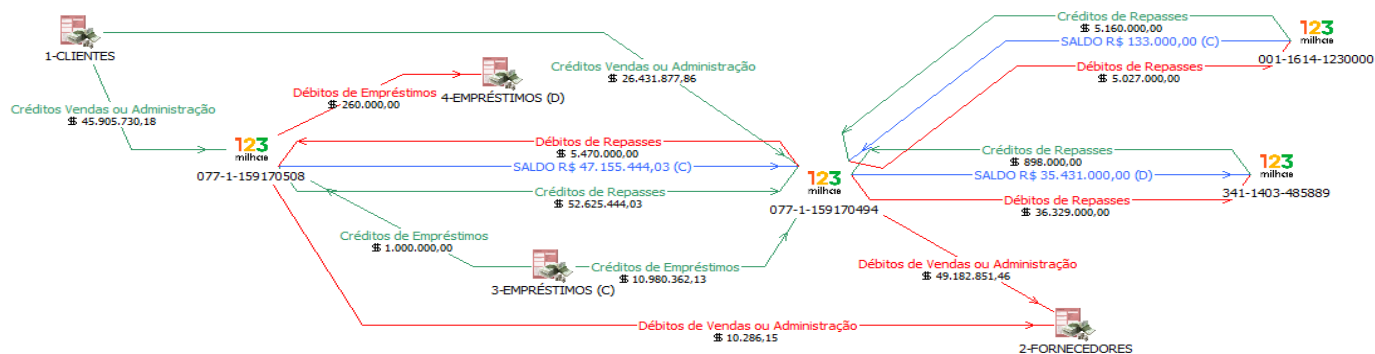 1-CLIENTES
Créditos Vendas ou Administração
$ 45.905.730,18
Créditos Vendas ou Administração
$ 26.431.877,86
Débitos de Empréstimos
$ 260.000,00
4-EMPRÉSTIMOS (D)
123
milhas
077-1-159170508
Débitos de Repasses
$ 5.470.000,00
SALDO R$ 47.155.444,03 (C)
Créditos de Repasses
$ 52.625.444,03
Créditos de Empréstimos
$ 1.000.000,00
3-EMPRÉSTIMOS (C)
Créditos de Empréstimos
$ 10.980.362,13
123
milhas
077-1-159170494
Créditos de Repasses
$ 5.160.000,00
SALDO R$ 133.000,00 (C)
Débitos de Repasses
$ 5.027.000,00
123
milhas
001-1614-1230000
Créditos de Repasses
$ 898.000,00
SALDO R$ 35.431.000,00 (D)
Débitos de Repasses
$ 36.329.000,00
123
milhas
341-1403-485889
Débitos de Vendas ou Administração
$ 49.182.851,46
Débitos de Vendas ou Administração
$ 10.286,15
2-FORNECEDORES